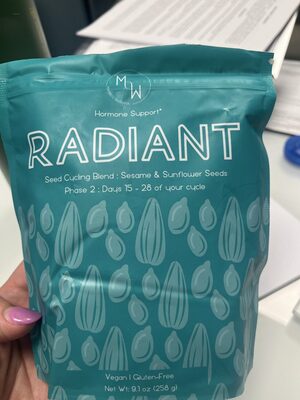 M W
Hormone Support*
RADIANT
Seed Cycling Blend : Sesame & Sunflower Seeds
Phase 2 : Days 15 - 28 of your cycle
Vegan | Gluten-Free
Net Wt. 9.1 oz (258 g)